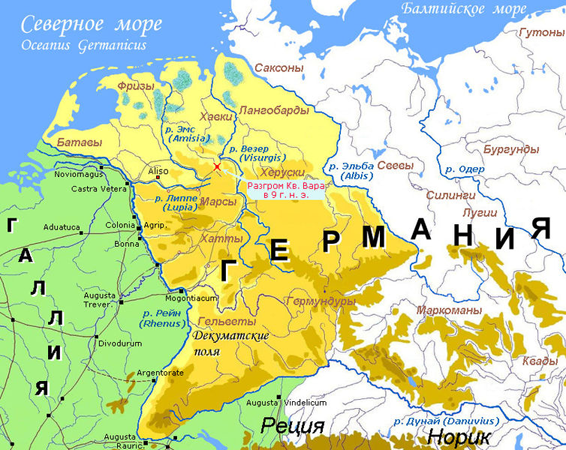 Северное море
Oceanus Germanicus
Балтийское море
Гутоны
Саксоны
Фризы
Хавки
Лангобарды
Бургунды
Батавы
р. Эмс
(Amisia)
р. Везер
(Visurgis)
р. Эльба
(Albis)
р. Одер
Noviomagus
Aliso
Херуски
Свевы
Castra Vetera
Разгром Кв. Вара
в 9 г. н. э.
р. Липпе
(Lupia)
Марсы
Силинги
Лугии
Colonia
Agrip.
Aduatuca
Bonna
Хатты
ГАЛЛИЯ
ГЕРМАНИЯ
Augusta
Trever.
Mogontiacum
Гермундуры
Маркоманы
р. Рейн
(Rhenus)
Гельветы
Divodurum
Декуматские
поля
Квады
Argentorate
Augusta
Vindelicum
р. Дунай (Danuvius)
Реция
Норик
Augusta
Rauric.